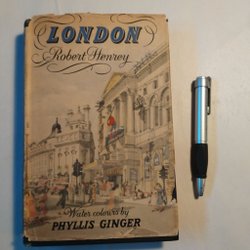 LONDON
Robert Henrey
Water colours by
PHYLLIS GINGER